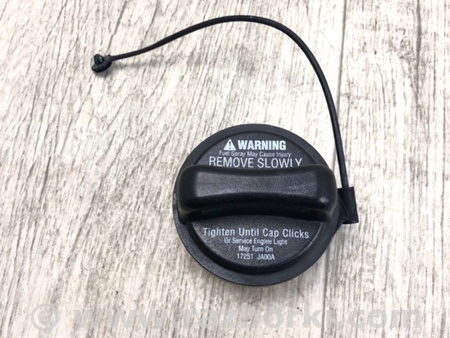 WARNING
Fuel Spray May Cause Injury
REMOVE SLOWLY
Tighten Until Cap Clicks
Or Service Engine Light
May Turn On
17251 JA00A